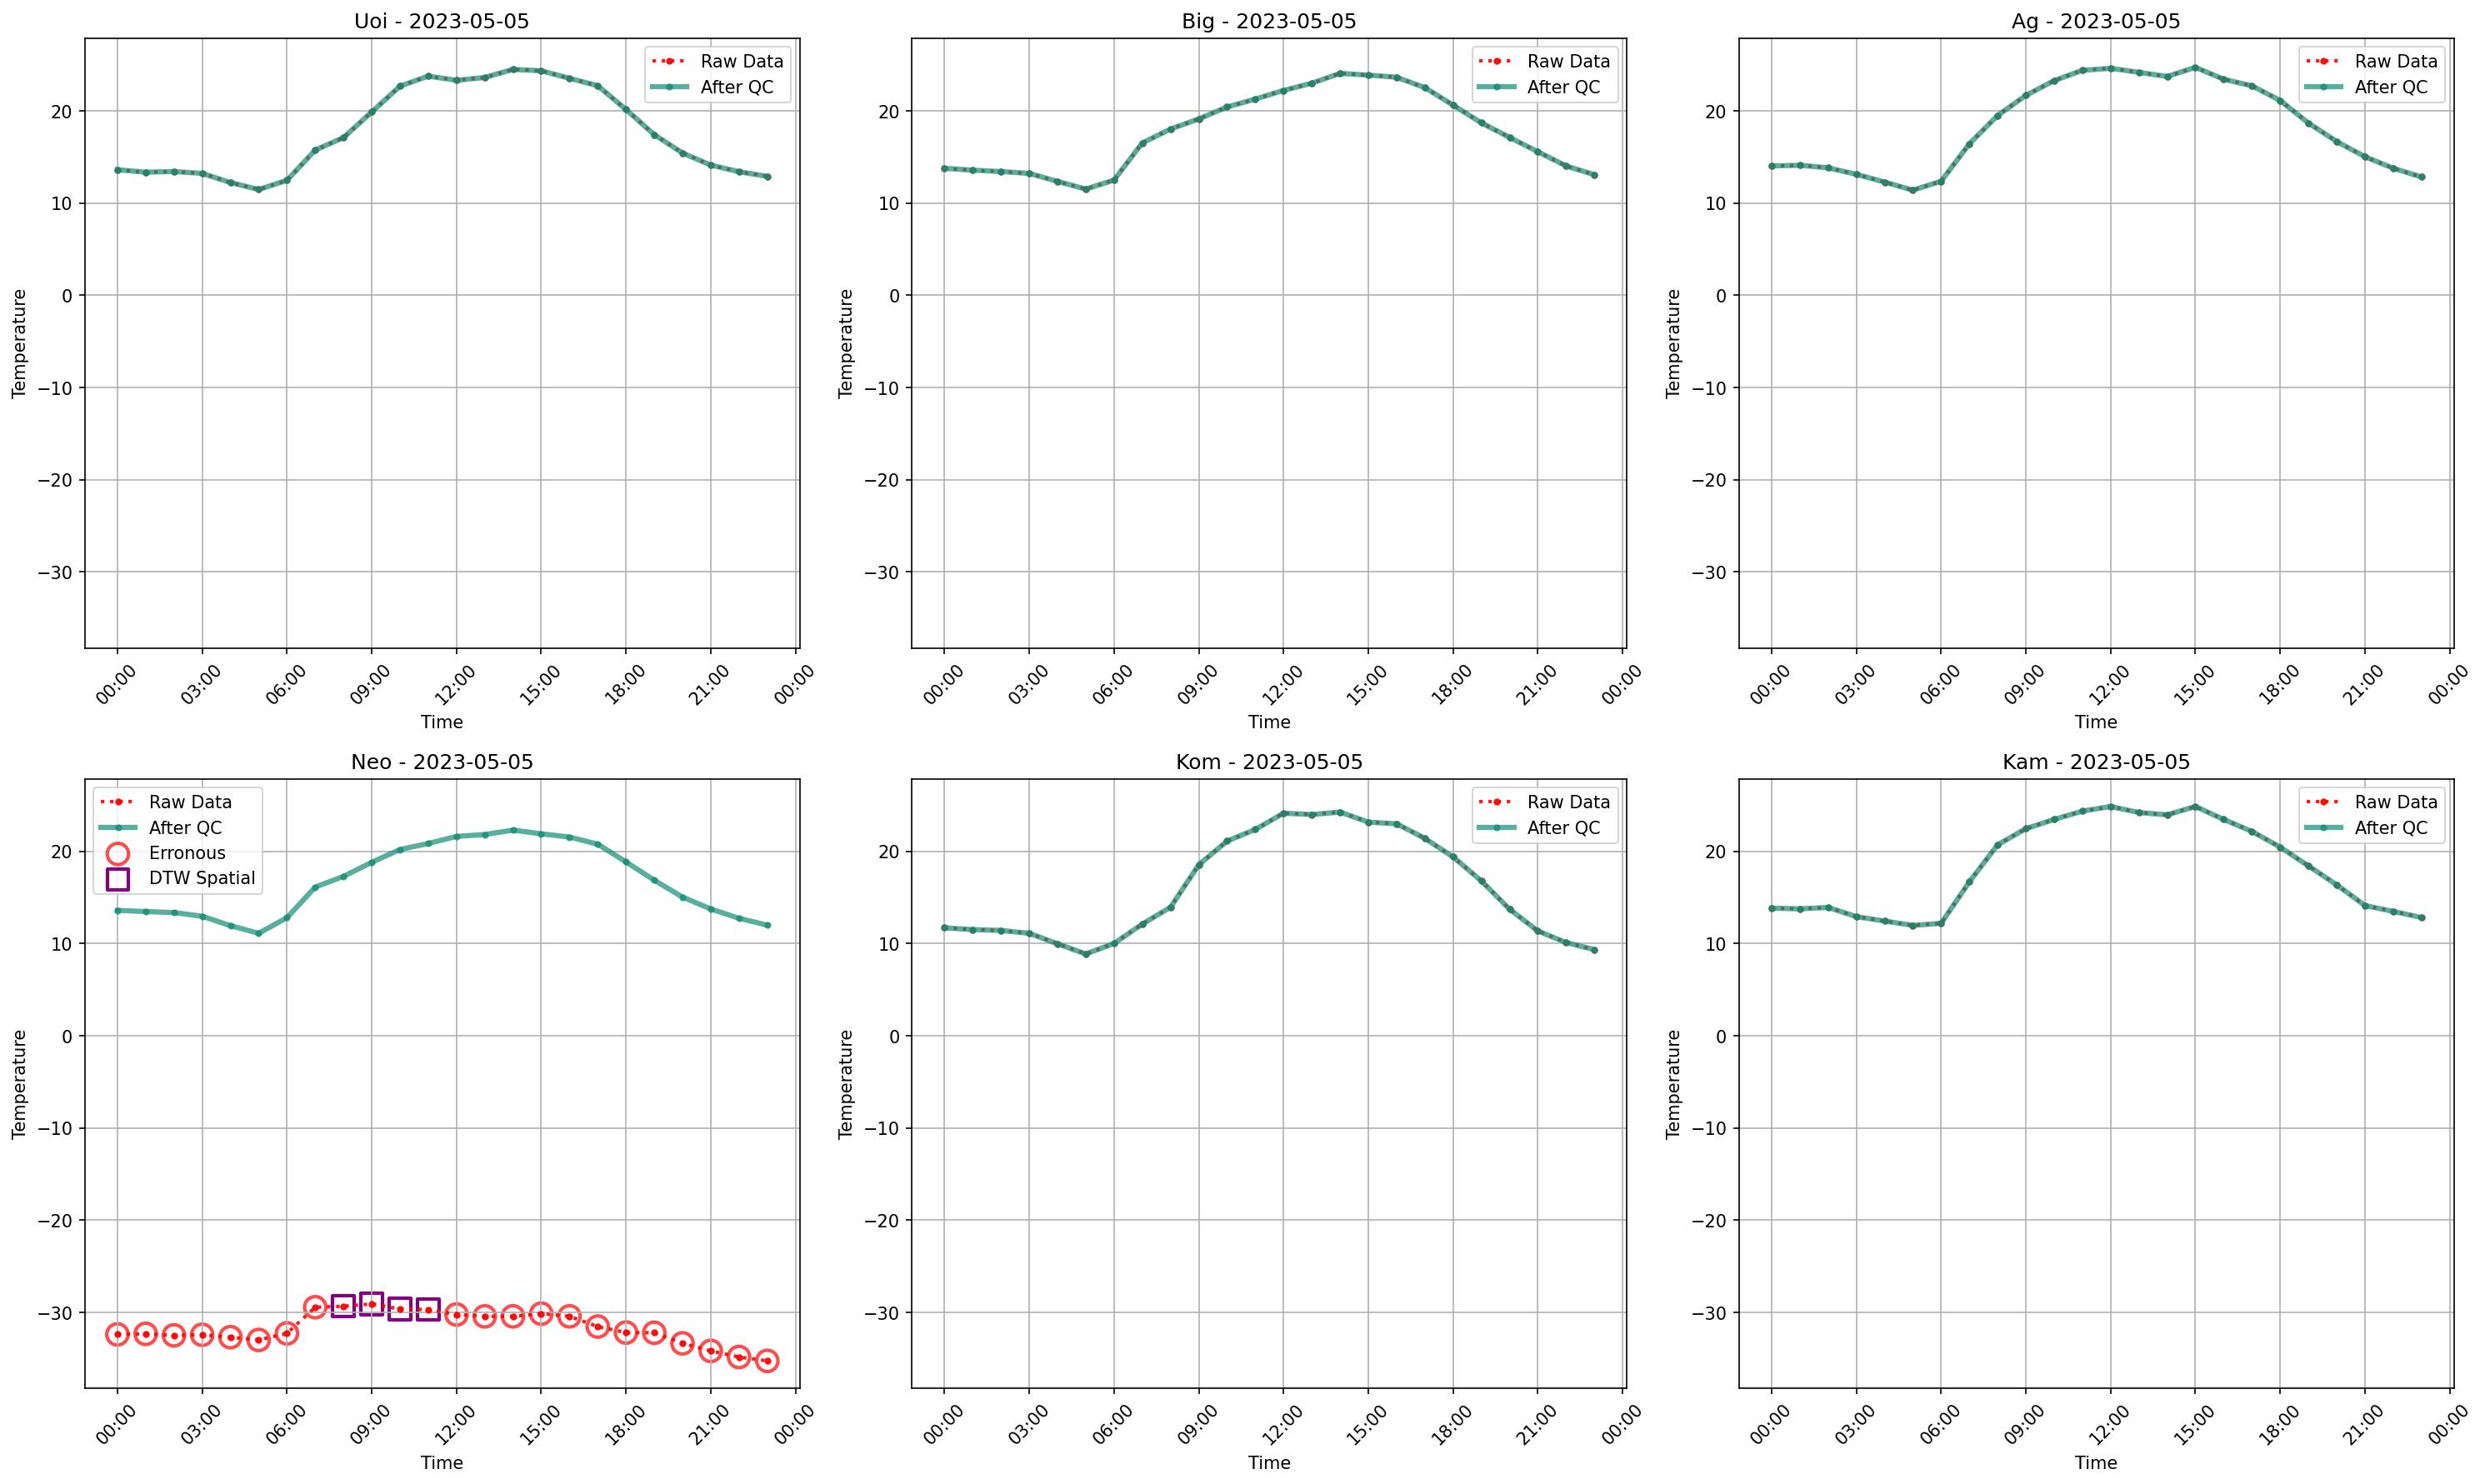 Uoi - 2023-05-05
Raw Data
After QC
20
10
0
−10
−20
−30
Temperature
00:00
03:00
06:00
09:00
12:00
15:00
18:00
21:00
00:00
Time
Big - 2023-05-05
Raw Data
After QC
20
10
0
−10
−20
−30
Temperature
00:00
03:00
06:00
09:00
12:00
15:00
18:00
21:00
00:00
Time
Ag - 2023-05-05
Raw Data
After QC
20
10
0
−10
−20
−30
Temperature
00:00
03:00
06:00
09:00
12:00
15:00
18:00
21:00
00:00
Time
Neo - 2023-05-05
Raw Data
After QC
Erronous
DTW Spatial
20
10
0
−10
−20
−30
Temperature
00:00
03:00
06:00
09:00
12:00
15:00
18:00
21:00
00:00
Time
Kom - 2023-05-05
Raw Data
After QC
20
10
0
−10
−20
−30
Temperature
00:00
03:00
06:00
09:00
12:00
15:00
18:00
21:00
00:00
Time
Kam - 2023-05-05
Raw Data
After QC
20
10
0
−10
−20
−30
Temperature
00:00
03:00
06:00
09:00
12:00
15:00
18:00
21:00
00:00
Time